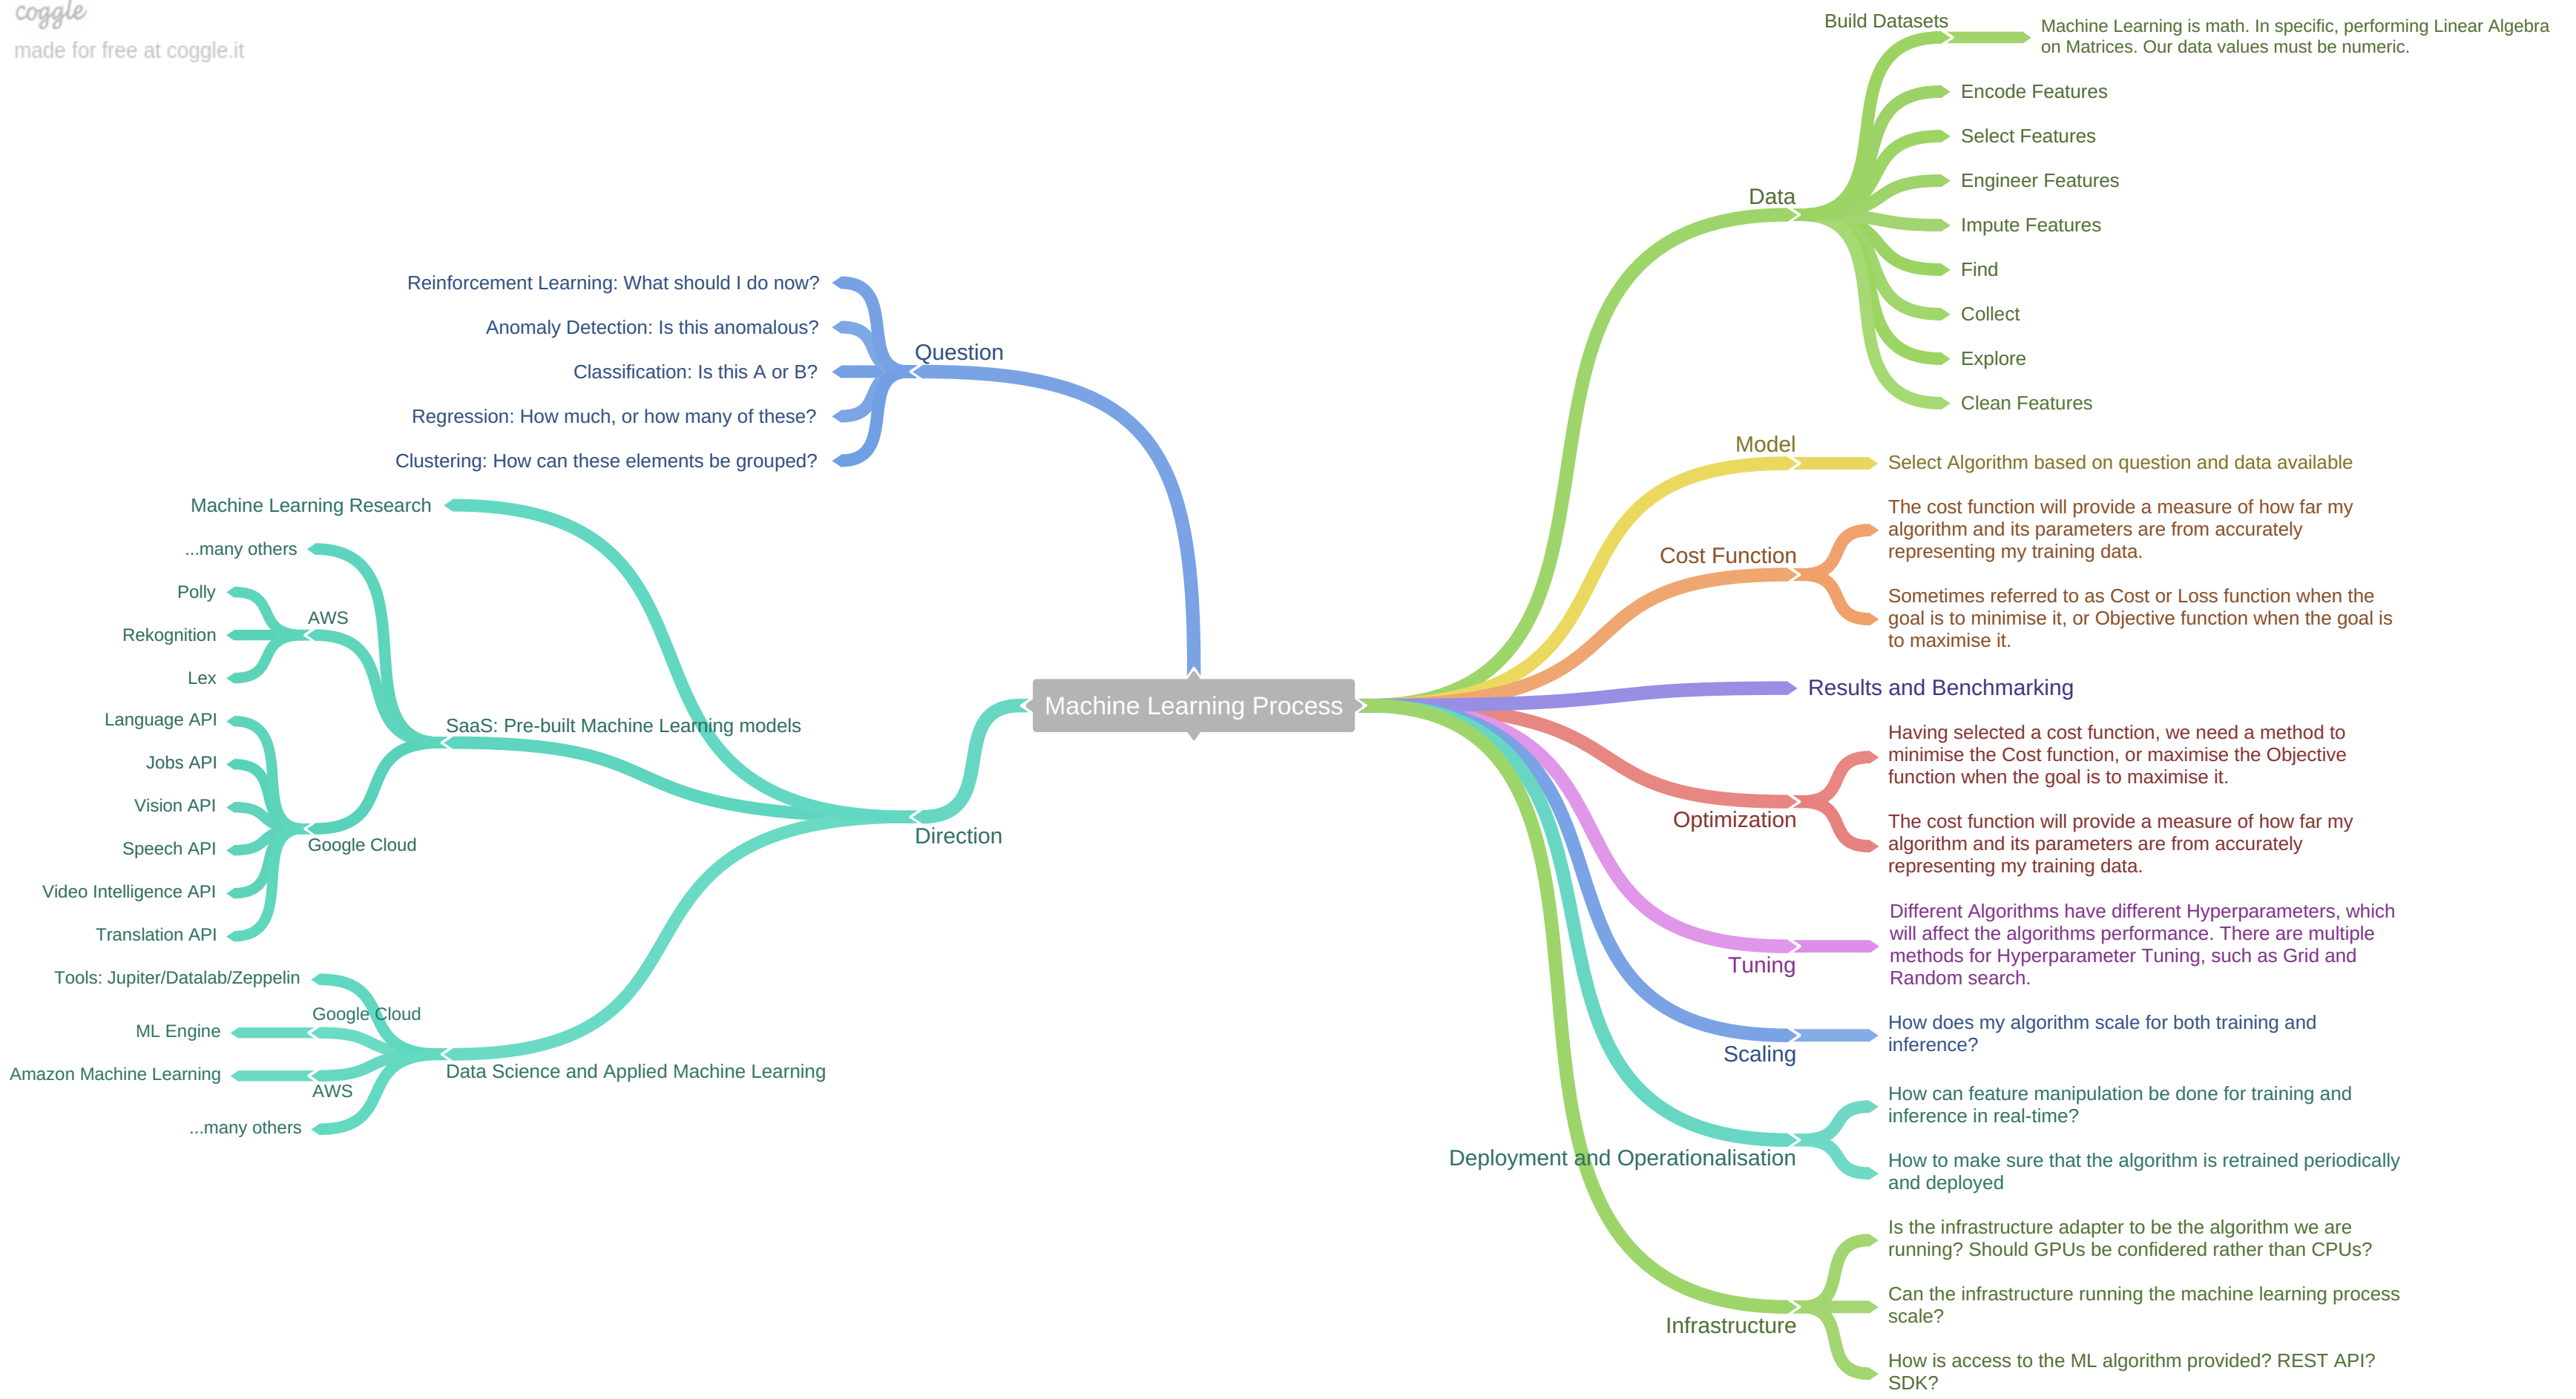 coggle
made for free at coggle.it
Machine Learning Process
Question
Reinforcement Learning: What should I do now?
Anomaly Detection: Is this anomalous?
Classification: Is this A or B?
Regression: How much, or how many of these?
Clustering: How can these elements be grouped?
Direction
Machine Learning Research
SaaS: Pre-built Machine Learning models
...many others
AWS
Polly
Rekognition
Lex
Google Cloud
Language API
Jobs API
Vision API
Speech API
Video Intelligence API
Translation API
Data Science and Applied Machine Learning
Tools: Jupiter/Datalab/Zeppelin
Google Cloud
ML Engine
AWS
Amazon Machine Learning
...many others
Data
Build Datasets
Machine Learning is math. In specific, performing Linear Algebra
on Matrices. Our data values must be numeric.
Encode Features
Select Features
Engineer Features
Impute Features
Find
Collect
Explore
Clean Features
Model
Select Algorithm based on question and data available
Cost Function
The cost function will provide a measure of how far my
algorithm and its parameters are from accurately
representing my training data.
Sometimes referred to as Cost or Loss function when the
goal is to minimise it, or Objective function when the goal is
to maximise it.
Results and Benchmarking
Optimization
Having selected a cost function, we need a method to
minimise the Cost function, or maximise the Objective
function when the goal is to maximise it.
The cost function will provide a measure of how far my
algorithm and its parameters are from accurately
representing my training data.
Tuning
Different Algorithms have different Hyperparameters, which
will affect the algorithms performance. There are multiple
methods for Hyperparameter Tuning, such as Grid and
Random search.
Scaling
How does my algorithm scale for both training and
inference?
Deployment and Operationalisation
How can feature manipulation be done for training and
inference in real-time?
How to make sure that the algorithm is retrained periodically
and deployed
Infrastructure
Is the infrastructure adapter to be the algorithm we are
running? Should GPUs be confidered rather than CPUs?
Can the infrastructure running the machine learning process
scale?
How is access to the ML algorithm provided? REST API?
SDK?